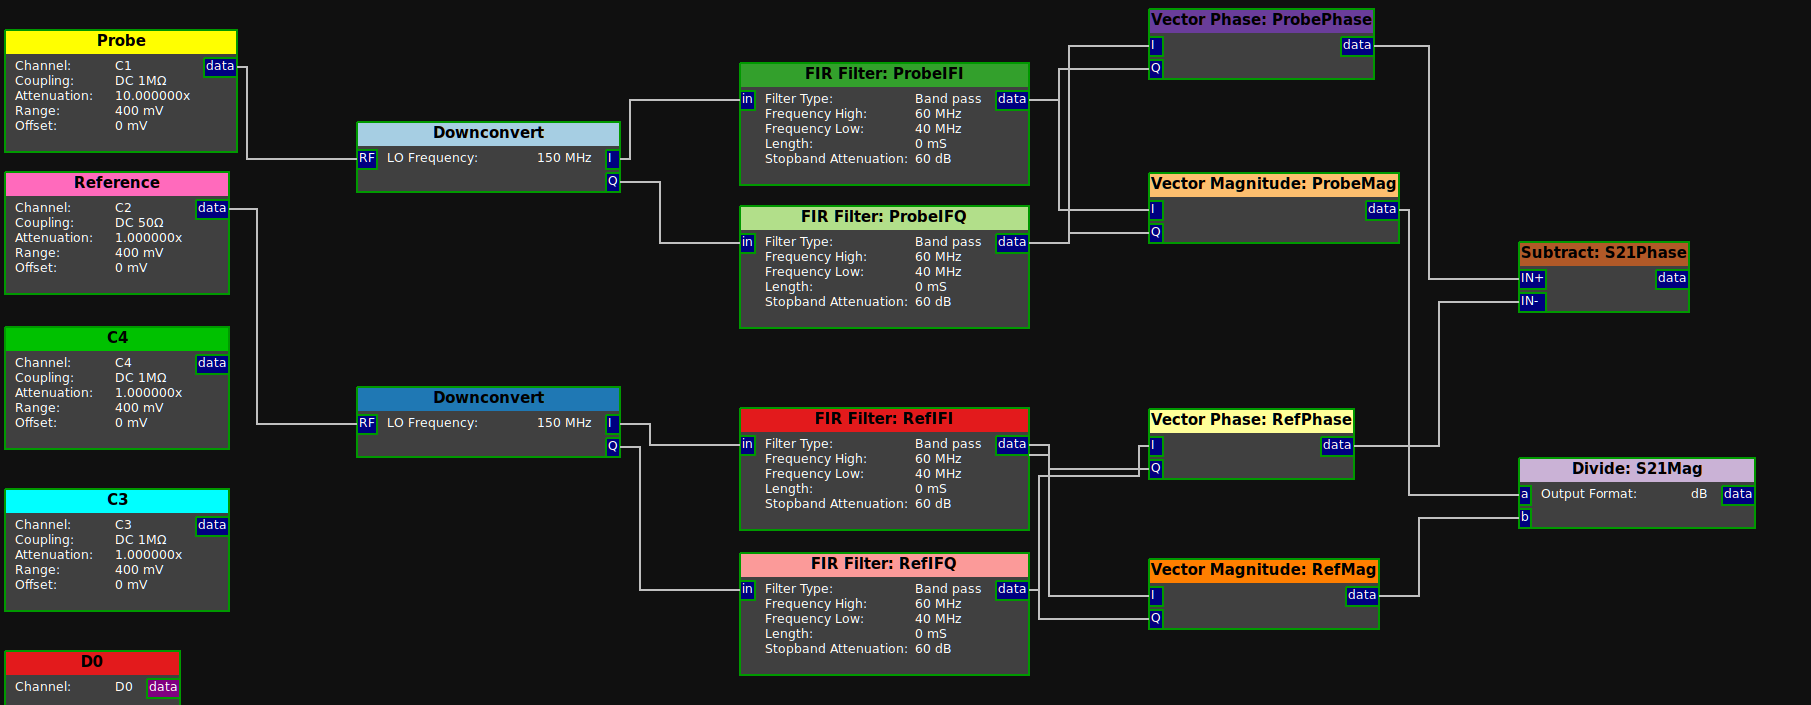 Probe
Channel: C1 data
Coupling: DC 1MΩ
Attenuation: 10.000000x
Range: 400 mV
Offset: 0 mV
Reference
Channel: C2 data
Coupling: DC 50Ω
Attenuation: 1.000000x
Range: 400 mV
Offset: 0 mV
C4
Channel: C4 data
Coupling: DC 1MΩ
Attenuation: 1.000000x
Range: 400 mV
Offset: 0 mV
C3
Channel: C3 data
Coupling: DC 1MΩ
Attenuation: 1.000000x
Range: 400 mV
Offset: 0 mV
D0
Channel: D0 data
Downconvert
RF LO Frequency: 150 MHz I
Q
Downconvert
RF LO Frequency: 150 MHz I
Q
FIR Filter: ProbeIFI
in Filter Type: Band pass data
Frequency High: 60 MHz
Frequency Low: 40 MHz
Length: 0 mS
Stopband Attenuation: 60 dB
FIR Filter: ProbeIFQ
in Filter Type: Band pass data
Frequency High: 60 MHz
Frequency Low: 40 MHz
Length: 0 mS
Stopband Attenuation: 60 dB
FIR Filter: RefIFI
in Filter Type: Band pass data
Frequency High: 60 MHz
Frequency Low: 40 MHz
Length: 0 mS
Stopband Attenuation: 60 dB
FIR Filter: RefIFQ
in Filter Type: Band pass data
Frequency High: 60 MHz
Frequency Low: 40 MHz
Length: 0 mS
Stopband Attenuation: 60 dB
Vector Phase: ProbePhase
I data
Q
Vector Magnitude: ProbeMag
I data
Q
Vector Phase: RefPhase
I data
Q
Vector Magnitude: RefMag
I data
Q
Subtract: S21Phase
IN+ data
IN-
Divide: S21Mag
a Output Format: dB data
b